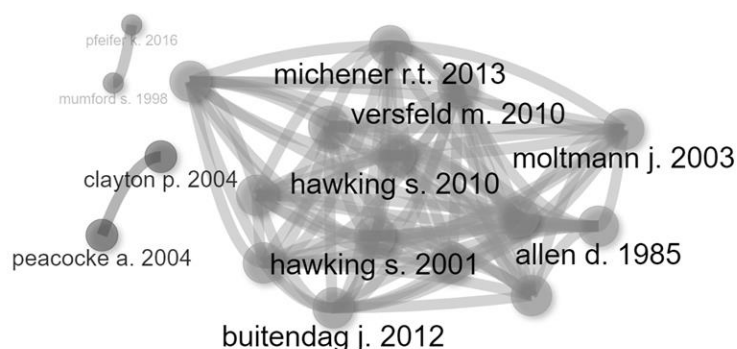 pfeifer k. 2016
mumford s. 1998
clayton p. 2004
peacocke a. 2004
michener r.t. 2013
versfeld m. 2010
moltmann j. 2003
hawking s. 2010
hawking s. 2001
allen d. 1985
buitendag j. 2012